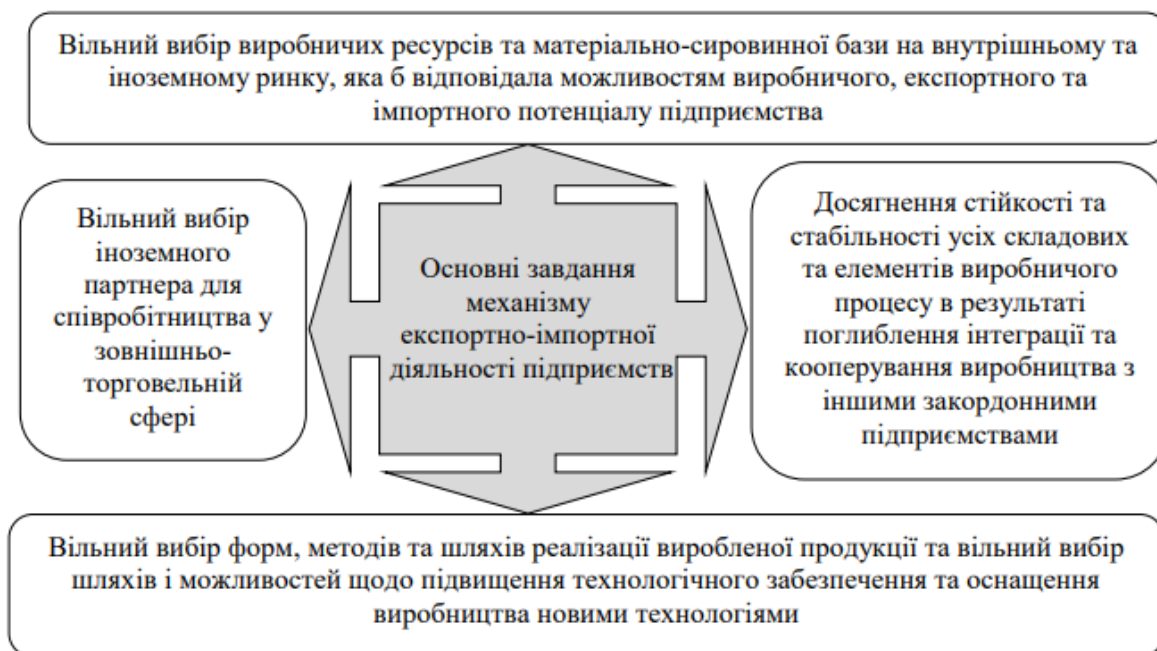 Вільний вибір виробничих ресурсів та матеріально-сировинної бази на внутрішньому та
іноземному ринку, яка б відповідала можливостям виробничого, експортного та
імпортного потенціалу підприємства
Вільний вибір
іноземного
партнера для
співробітництва у
зовнішньо-
торговельній
сфері
Основні завдання
механізму
експортно-імпортної
діяльності підприємств
Досягнення стійкості та
стабільності усіх складових
та елементів виробничого
процесу в результаті
поглиблення інтеграції та
кооперування виробництва з
іншими закордонними
підприємствами
Вільний вибір форм, методів та шляхів реалізації виробленої продукції та вільний вибір
шляхів і можливостей щодо підвищення технологічного забезпечення та оснащення
виробництва новими технологіями